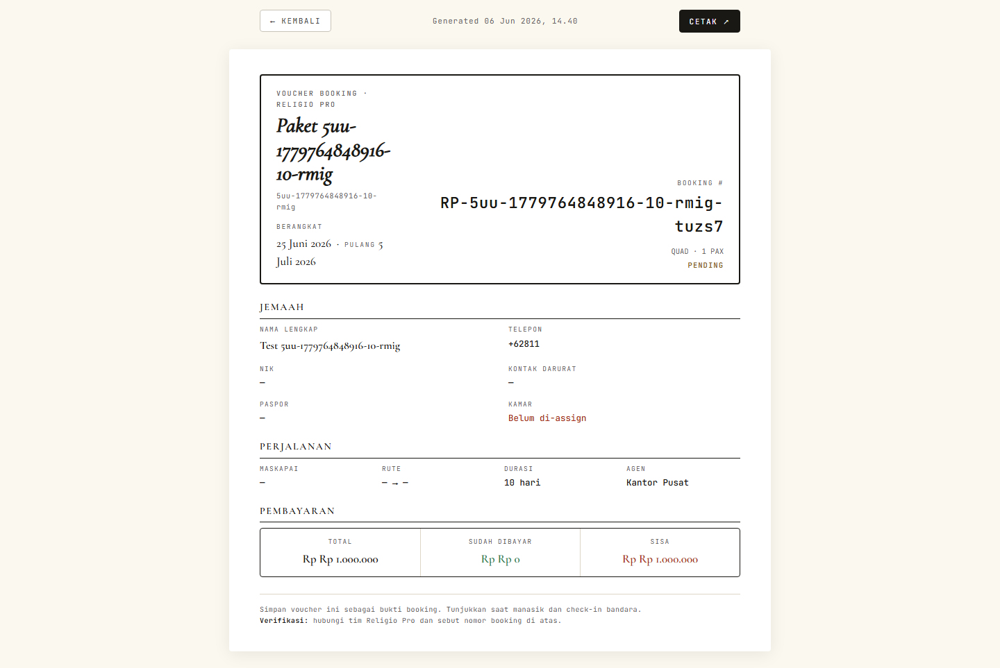 ← KEMBALI
Generated 06 Jun 2026, 14.40
CETAK ↗
VOUCHER BOOKING ·
RELIGIO PRO
Paket 5uu-
1779764848916-
10-rmig
5uu-1779764848916-10-
rmig
BERANGKAT
25 Juni 2026 · PULANG 5
Juli 2026
BOOKING #
RP-5uu-1779764848916-10-rmig-
tuzs7
QUAD · 1 PAX
PENDING
JEMAAH
NAMA LENGKAP
Test 5uu-1779764848916-10-rmig
TELEPON
+62811
NIK
—
KONTAK DARURAT
—
PASPOR
—
KAMAR
Belum di-assign
PERJALANAN
MASKAPAI
—
RUTE
— → —
DURASI
10 hari
AGEN
Kantor Pusat
PEMBAYARAN
TOTAL
Rp Rp 1.000.000
SUDAH DIBAYAR
Rp Rp 0
SISA
Rp Rp 1.000.000
Simpan voucher ini sebagai bukti booking. Tunjukkan saat manasik dan check-in bandara.
Verifikasi: hubungi tim Religio Pro dan sebut nomor booking di atas.